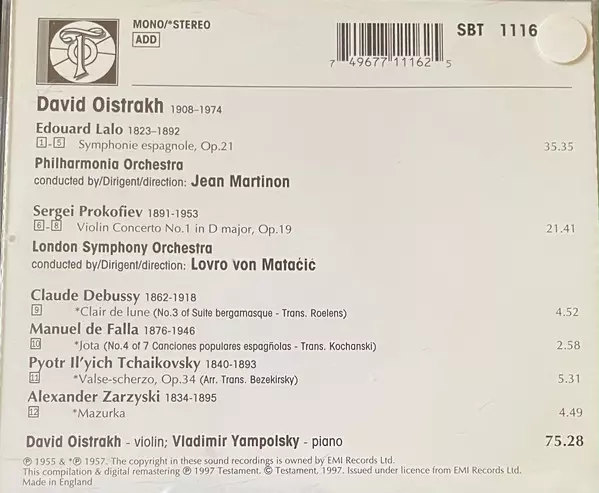 MONO/*STEREO
ADD
SBT 1116
7 49677 11162 5
David Oistrakh 1908–1974
Edouard Lalo 1823–1892
1-5 Symphonie espagnole, Op.21 35.35
Philharmonia Orchestra
conducted by/Dirigent/direction: Jean Martinon
Sergei Prokofiev 1891-1953
6-8 Violin Concerto No.1 in D major, Op.19 21.41
London Symphony Orchestra
conducted by/Dirigent/direction: Lovro von Matačić
Claude Debussy 1862-1918
9 *Clair de lune (No.3 of Suite bergamasque - Trans. Roelens) 4.52
Manuel de Falla 1876-1946
10 *Jota (No.4 of 7 Canciones populares espagñolas - Trans. Kochanski) 2.58
Pyotr Il'yich Tchaikovsky 1840-1893
11 *Valse-scherzo, Op.34 (Arr. Trans. Bezekirsky) 5.31
Alexander Zarzyski 1834-1895
12 *Mazurka 4.49
David Oistrakh - violin; Vladimir Yampolsky - piano 75.28
℗ 1955 & *℗ 1957. The copyright in these sound recordings is owned by EMI Records Ltd.
This compilation & digital remastering ℗ 1997 Testament. © Testament, 1997. Issued under licence from EMI Records Ltd.
Made in England